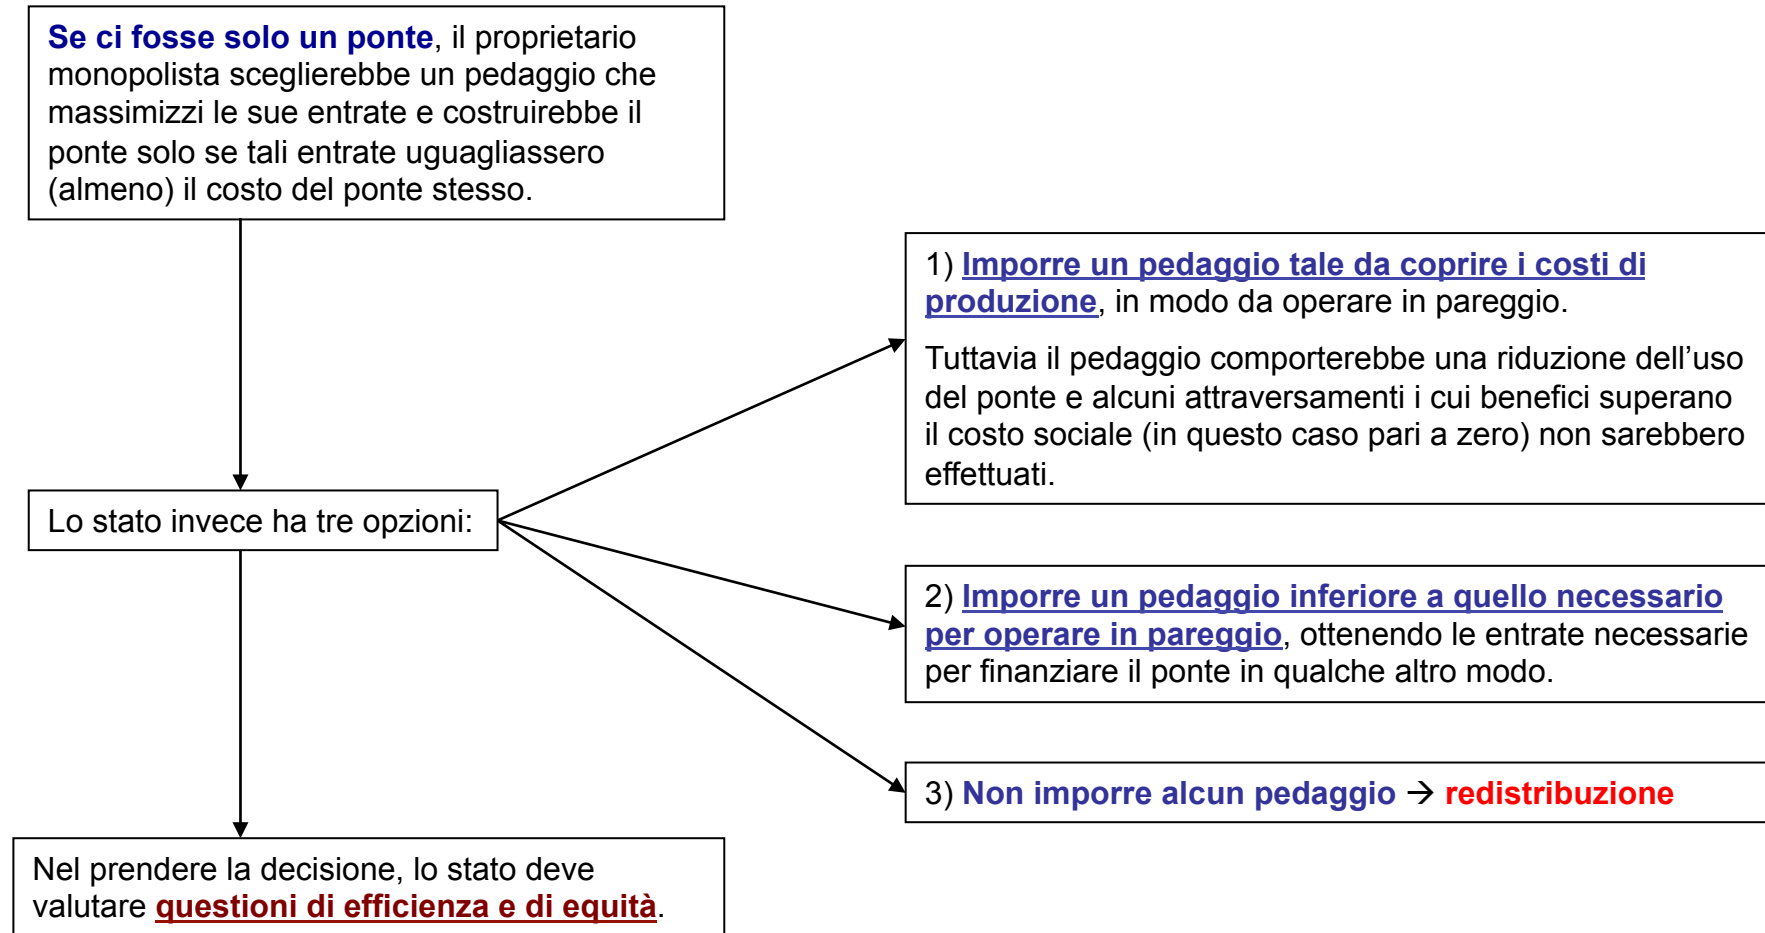 Se ci fosse solo un ponte, il proprietario
monopolista sceglierebbe un pedaggio che
massimizzi le sue entrate e costruirebbe il
ponte solo se tali entrate uguagliassero
(almeno) il costo del ponte stesso.
Lo stato invece ha tre opzioni:
1) Imporre un pedaggio tale da coprire i costi di
produzione, in modo da operare in pareggio.
Tuttavia il pedaggio comporterebbe una riduzione dell’uso
del ponte e alcuni attraversamenti i cui benefici superano
il costo sociale (in questo caso pari a zero) non sarebbero
effettuati.
2) Imporre un pedaggio inferiore a quello necessario
per operare in pareggio, ottenendo le entrate necessarie
per finanziare il ponte in qualche altro modo.
3) Non imporre alcun pedaggio → redistribuzione
Nel prendere la decisione, lo stato deve
valutare questioni di efficienza e di equità.